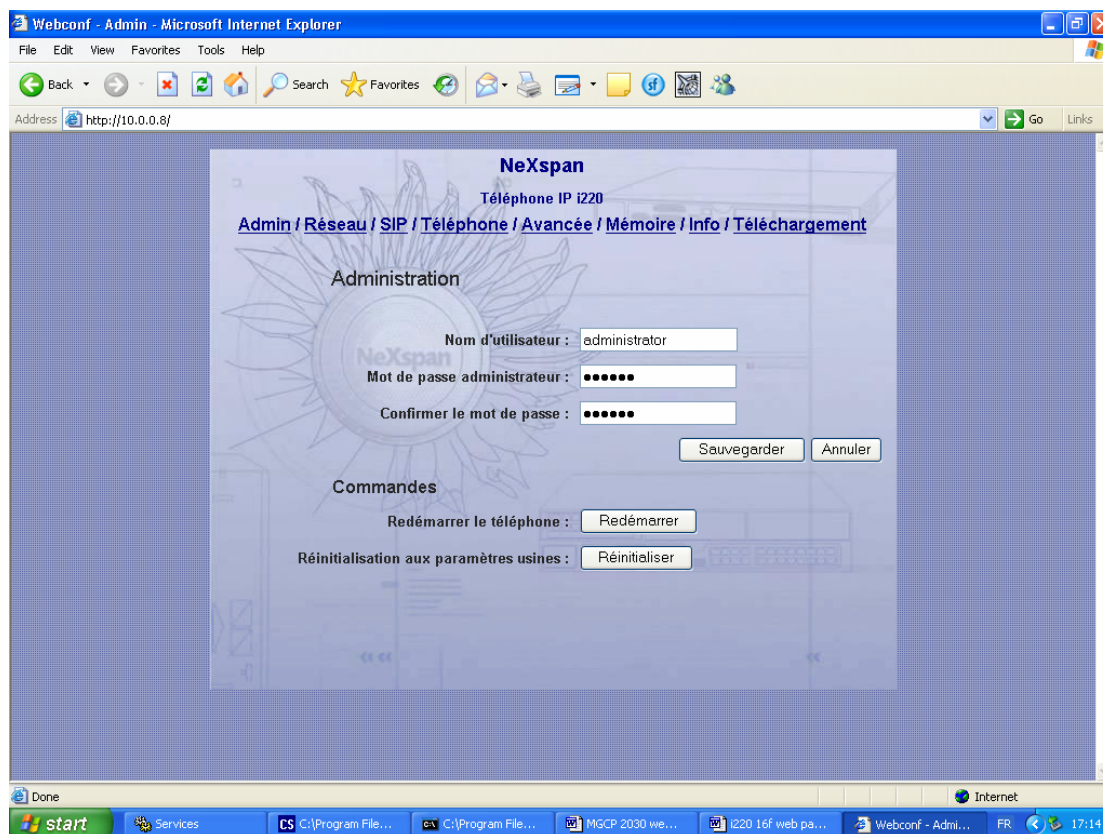 Webconf - Admin - Microsoft Internet Explorer
File Edit View Favorites Tools Help
Back Search Favorites
Address http://10.0.0.8/ Go Links
NeXspan
Téléphone IP i220
Admin / Réseau / SIP / Téléphone / Avancée / Mémoire / Info / Téléchargement
Administration
NeXspan
Nom d'utilisateur : administrator
Mot de passe administrateur : ••••••
Confirmer le mot de passe : ••••••
Sauvegarder Annuler
Commandes
Redémarrer le téléphone : Redémarrer
Réinitialisation aux paramètres usines : Réinitialiser
Done Internet
start Services C:\Program File... C:\Program File... MGCP 2030 we... i220 16f web pa... Webconf - Admi... FR 17:14